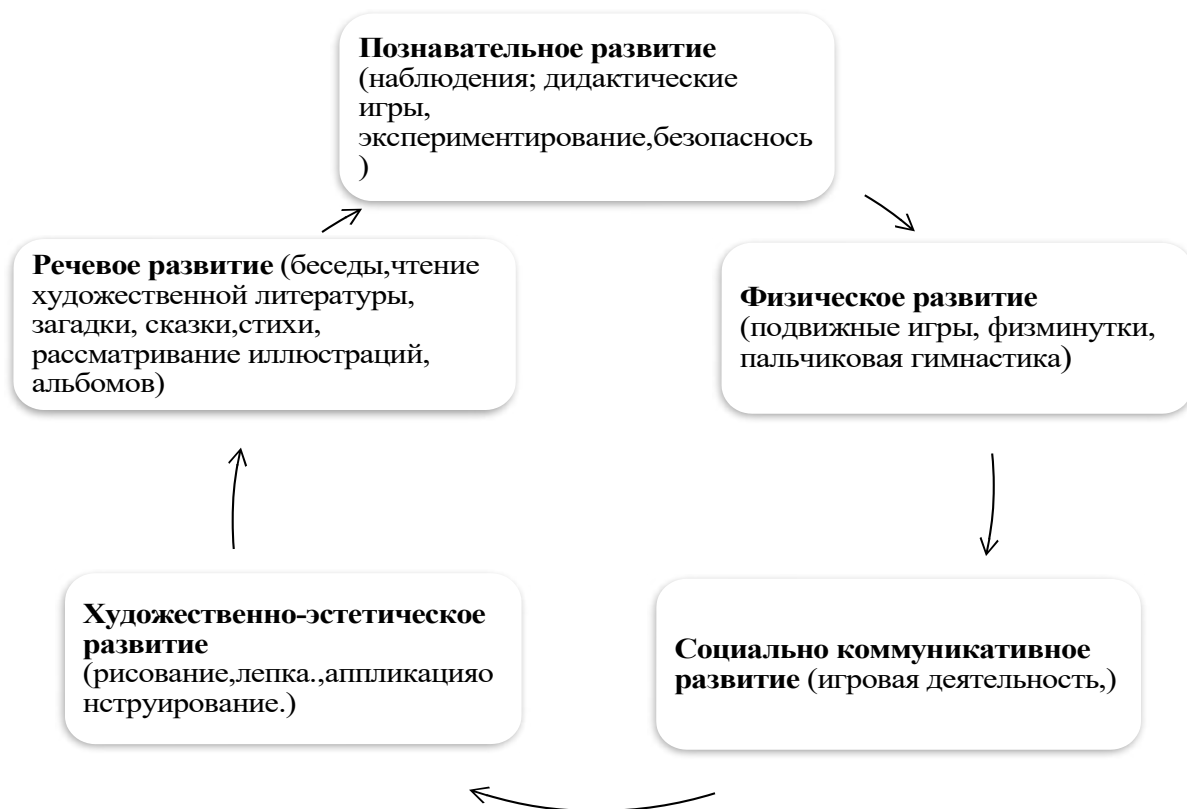 Познавательное развитие
(наблюдения; дидактические
игры,
экспериментирование,безопаснось
)
Физическое развитие
(подвижные игры, физминутки,
пальчиковая гимнастика)
Социально коммуникативное
развитие (игровая деятельность,)
Художественно-эстетическое
развитие
(рисование,лепка.,аппликацияо
нструирование.)
Речевое развитие (беседы,чтение
художественной литературы,
загадки, сказки,стихи,
рассматривание иллюстраций,
альбомов)